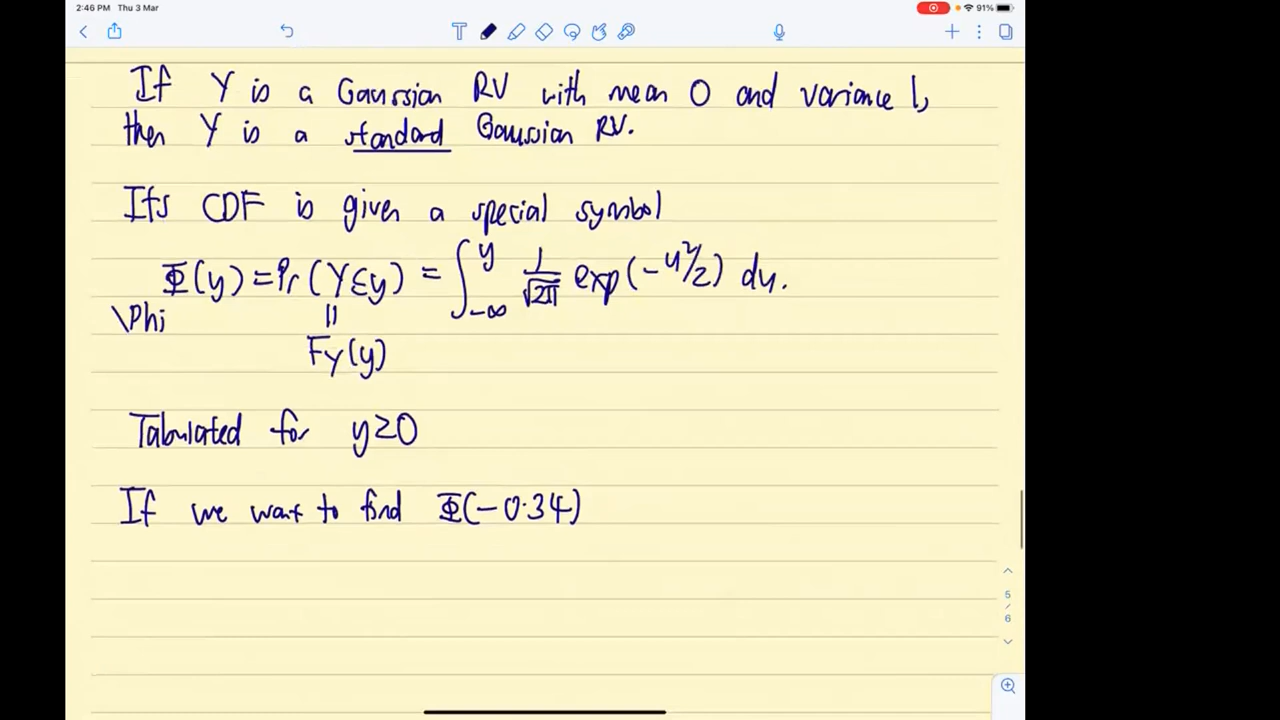 2:46 PM Thu 3 Mar
91%
If Y is a Gaussian RV with mean 0 and variance 1,
then Y is a standard Gaussian RV.
Its CDF is given a special symbol
Φ(y) = Pr(Y≤y) = ∫_{-∞}^{y} 1/√2π exp(-u²/2) du.
\Phi
=
F_Y(y)
Tabulated for y≥0
If we want to find Φ(-0.34)
5
/
6